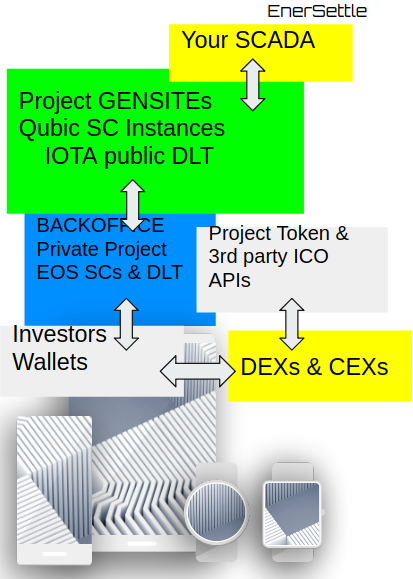 EnerSettle
Your SCADA
Project GENSITEs
Qubic SC Instances
IOTA public DLT
BACKOFFICE
Private Project
EOS SCs & DLT
Project Token &
3rd party ICO
APIs
Investors
Wallets
DEXs & CEXs